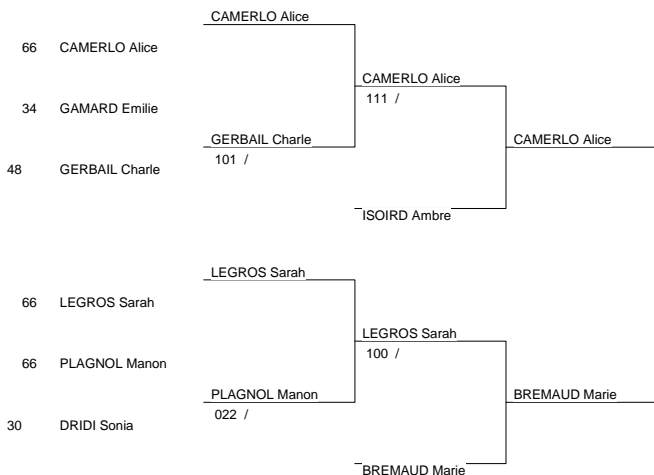 CAMERLO Alice
66 CAMERLO Alice
CAMERLO Alice
111 /
34 GAMARD Emilie
GERBAIL Charle
101 /
CAMERLO Alice
48 GERBAIL Charle
ISOIRD Ambre
LEGROS Sarah
66 LEGROS Sarah
LEGROS Sarah
100 /
66 PLAGNOL Manon
PLAGNOL Manon
022 /
BREMAUD Marie
30 DRIDI Sonia
BREMAUD Marie